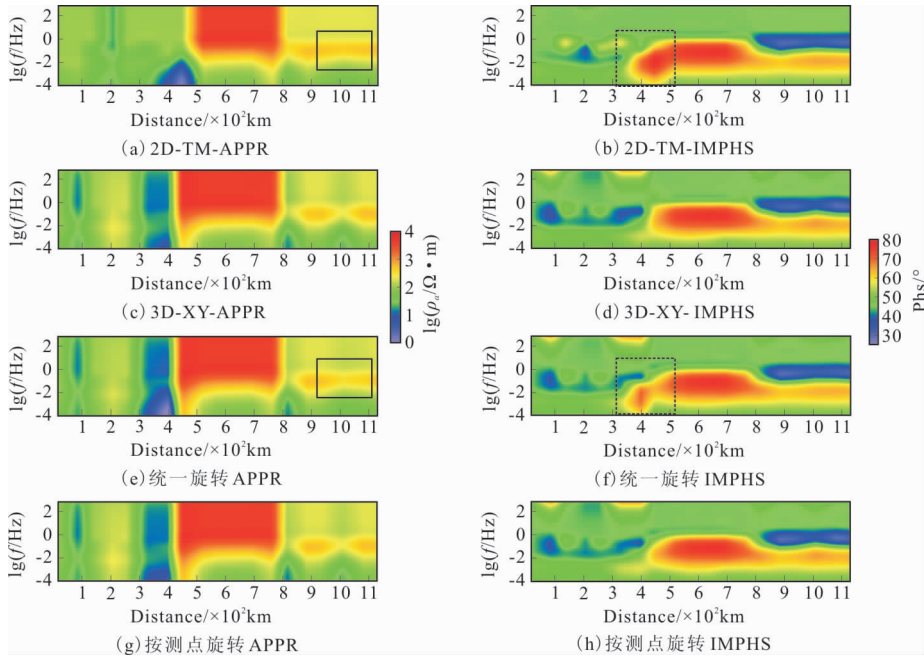 lg(f/Hz)
2
0
-2
-4
1 2 3 4 5 6 7 8 9 10 11
Distance/×10²km
(a) 2D-TM-APPR
lg(f/Hz)
2
0
-2
-4
1 2 3 4 5 6 7 8 9 10 11
Distance/×10²km
(b) 2D-TM-IMPHS
lg(f/Hz)
2
0
-2
-4
1 2 3 4 5 6 7 8 9 10 11
Distance/×10²km
(c) 3D-XY-APPR
lg(f/Hz)
2
0
-2
-4
1 2 3 4 5 6 7 8 9 10 11
Distance/×10²km
(d) 3D-XY- IMPHS
4
3
2
1
0
lg(ρₐ/Ω•m)
80
70
60
50
40
30
Phs/°
lg(f/Hz)
2
0
-2
-4
1 2 3 4 5 6 7 8 9 10 11
Distance/×10²km
(e) 统一旋转 APPR
lg(f/Hz)
2
0
-2
-4
1 2 3 4 5 6 7 8 9 10 11
Distance/×10²km
(f) 统一旋转 IMPHS
lg(f/Hz)
2
0
-2
-4
1 2 3 4 5 6 7 8 9 10 11
Distance/×10²km
(g) 按测点旋转 APPR
lg(f/Hz)
2
0
-2
-4
1 2 3 4 5 6 7 8 9 10 11
Distance/×10²km
(h) 按测点旋转 IMPHS